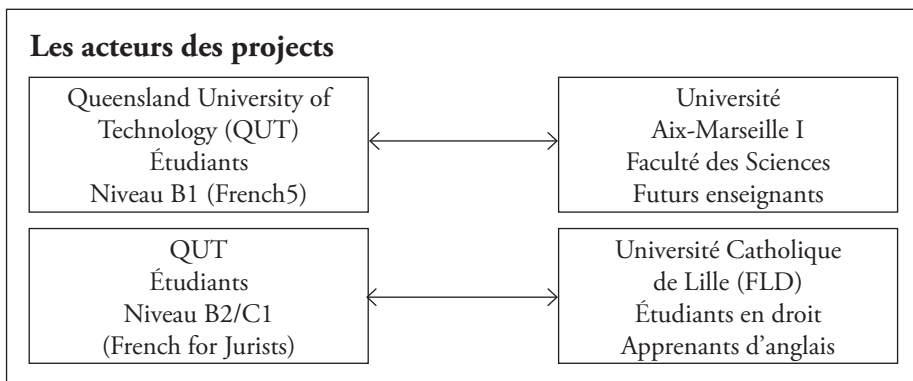 Les acteurs des projects
Queensland University of
Technology (QUT)
Étudiants
Niveau B1 (French5)
Université
Aix-Marseille I
Faculté des Sciences
Futurs enseignants
QUT
Étudiants
Niveau B2/C1
(French for Jurists)
Université Catholique
de Lille (FLD)
Étudiants en droit
Apprenants d'anglais